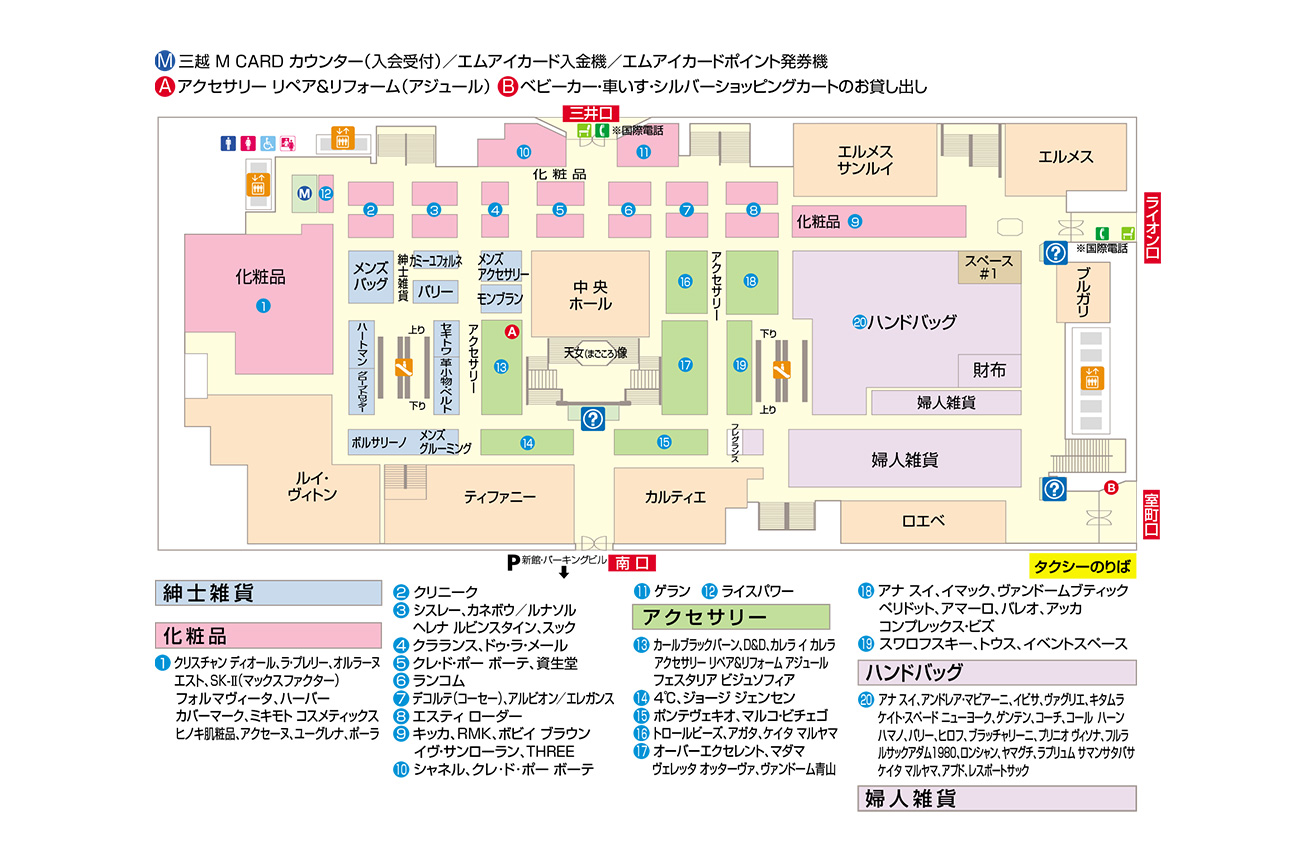 M 三越 M CARD カウンター（入会受付）／エムアイカード入金機／エムアイカードポイント発券機
A アクセサリー リペア&リフォーム（アジュール） B ベビーカー・車いす・シルバーショッピングカートのお貸し出し
三井口
※国際電話
10
11
化粧品
エルメス
サンルイ
エルメス
ライオン口
M
12
2
3
4
5
6
7
8
化粧品 9
※国際電話
?
化粧品
1
メンズ
バッグ
紳士雑貨
カミーユフォルネ
バリー
メンズ
アクセサリー
モンブラン
中央
ホール
16
アクセサリー
18
スペース
#1
ブルガリ
20 ハンドバッグ
ハートマン
グローブ・トロッター
上り
下り
セキトワ
革小物・ベルト
アクセサリー
A
13
天女（まごころ）像
17
19
下り
上り
財布
婦人雑貨
?
ボルサリーノ
メンズ
グルーミング
14
15
フレグランス
婦人雑貨
ルイ・
ヴィトン
ティファニー
カルティエ
ロエベ
?
B
室町口
P 新館・パーキングビル
南口
タクシーのりば
紳士雑貨
化粧品
1 クリスチャン ディオール、ラ・プレリー、オルラーヌ
エスト、SK-II（マックスファクター）
フォルマヴィータ、ハーバー
カバーマーク、ミキモト コスメティックス
ヒノキ肌粧品、アクセーヌ、ユーグレナ、ポーラ
2 クリニーク
3 シスレー、カネボウ／ルナソル
ヘレナ ルビンスタイン、スック
4 クラランス、ドゥ・ラ・メール
5 クレ・ド・ポー ボーテ、資生堂
6 ランコム
7 デコルテ（コーセー）、アルビオン／エレガンス
8 エスティ ローダー
9 キッカ、RMK、ボビイ ブラウン
イヴ・サンローラン、THREE
10 シャネル、クレ・ド・ポー ボーテ
11 ゲラン 12 ライスパワー
アクセサリー
13 カールブラックバーン、D&D、カレライ カレラ
アクセサリー リペア&リフォーム アジュール
フェスタリア ビジュソフィア
14 4℃、ジョージ ジェンセン
15 ポンテヴェキオ、マルコ・ビチェゴ
16 トロールビーズ、アガタ、ケイタ マルヤマ
17 オーバーエクセレント、マダマ
ヴェレッタ オッターヴァ、ヴァンドーム青山
18 アナ スイ、イマック、ヴァンドームブティック
ペリドット、アマーロ、パレオ、アッカ
コンプレックス・ビズ
19 スワロフスキー、トウス、イベントスペース
ハンドバッグ
20 アナ スイ、アンドレア・マビアーニ、イビサ、ヴァグリエ、キタムラ
ケイト・スペード ニューヨーク、ゲンテン、コーチ、コール ハーン
ハマノ、バリー、ヒロフ、ブラッチャリーニ、プリニオ ヴィソナ、フルラ
ルサックアダム1980、ロンシャン、ヤマグチ、ラブリュム サマンサタバサ
ケイタ マルヤマ、アブド、レスポートサック
婦人雑貨